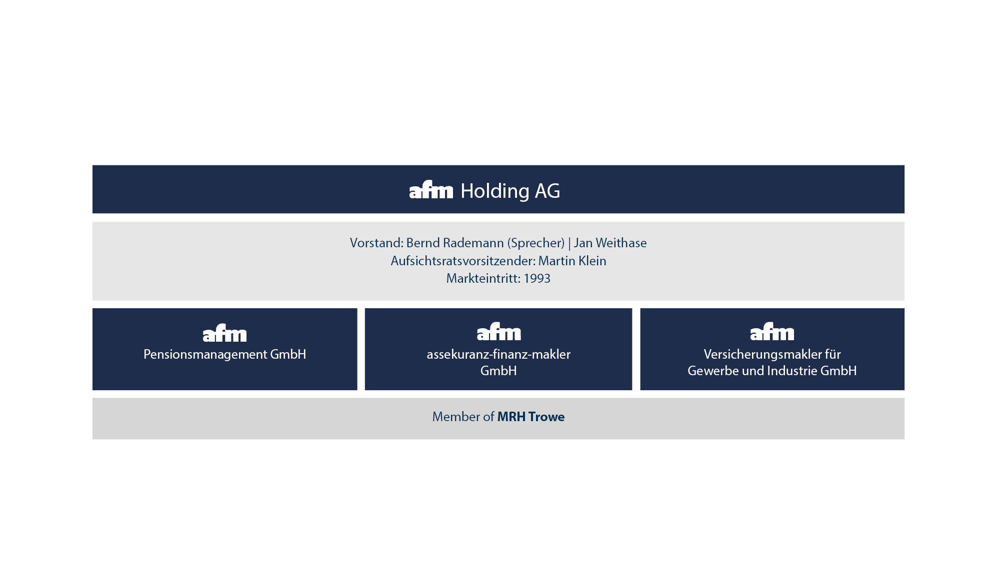 afm Holding AG
Vorstand: Bernd Rademann (Sprecher) | Jan Weithase
Aufsichtsratsvorsitzender: Martin Klein
Markteintritt: 1993
afm
Pensionsmanagement GmbH
afm
assekuranz-finanz-makler
GmbH
afm
Versicherungsmakler für
Gewerbe und Industrie GmbH
Member of MRH Trowe